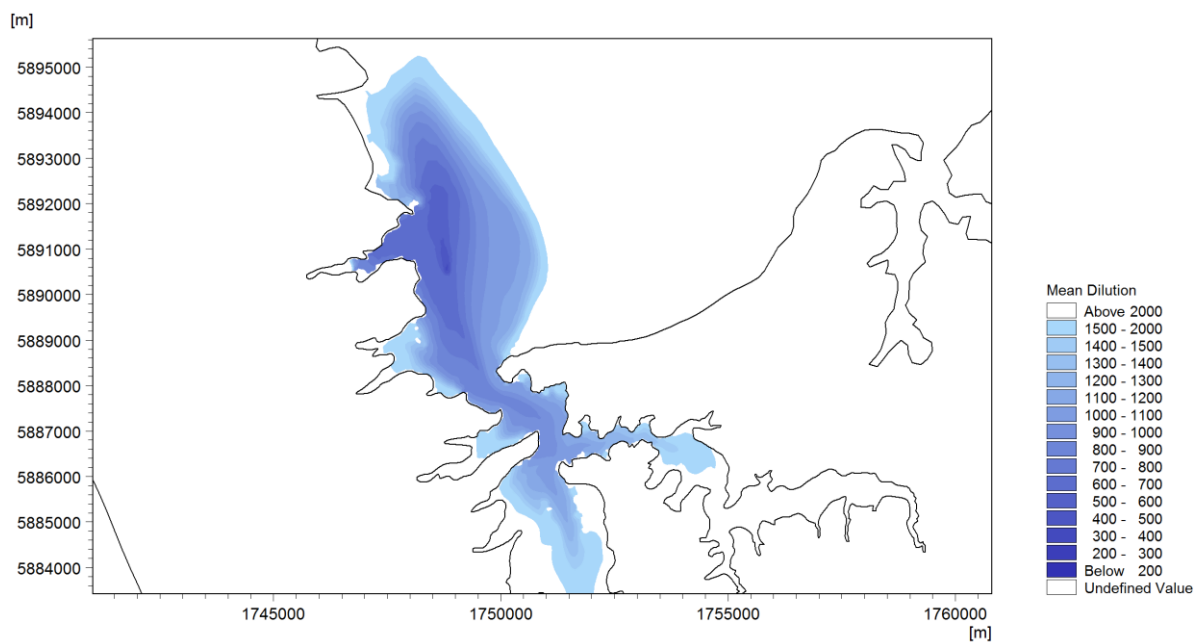 [m]
5895000
5894000
5893000
5892000
5891000
5890000
5889000
5888000
5887000
5886000
5885000
5884000
1745000
1750000
1755000
1760000
[m]
Mean Dilution
Above 2000
1500 - 2000
1400 - 1500
1300 - 1400
1200 - 1300
1100 - 1200
1000 - 1100
900 - 1000
800 - 900
700 - 800
600 - 700
500 - 600
400 - 500
300 - 400
200 - 300
Below 200
Undefined Value